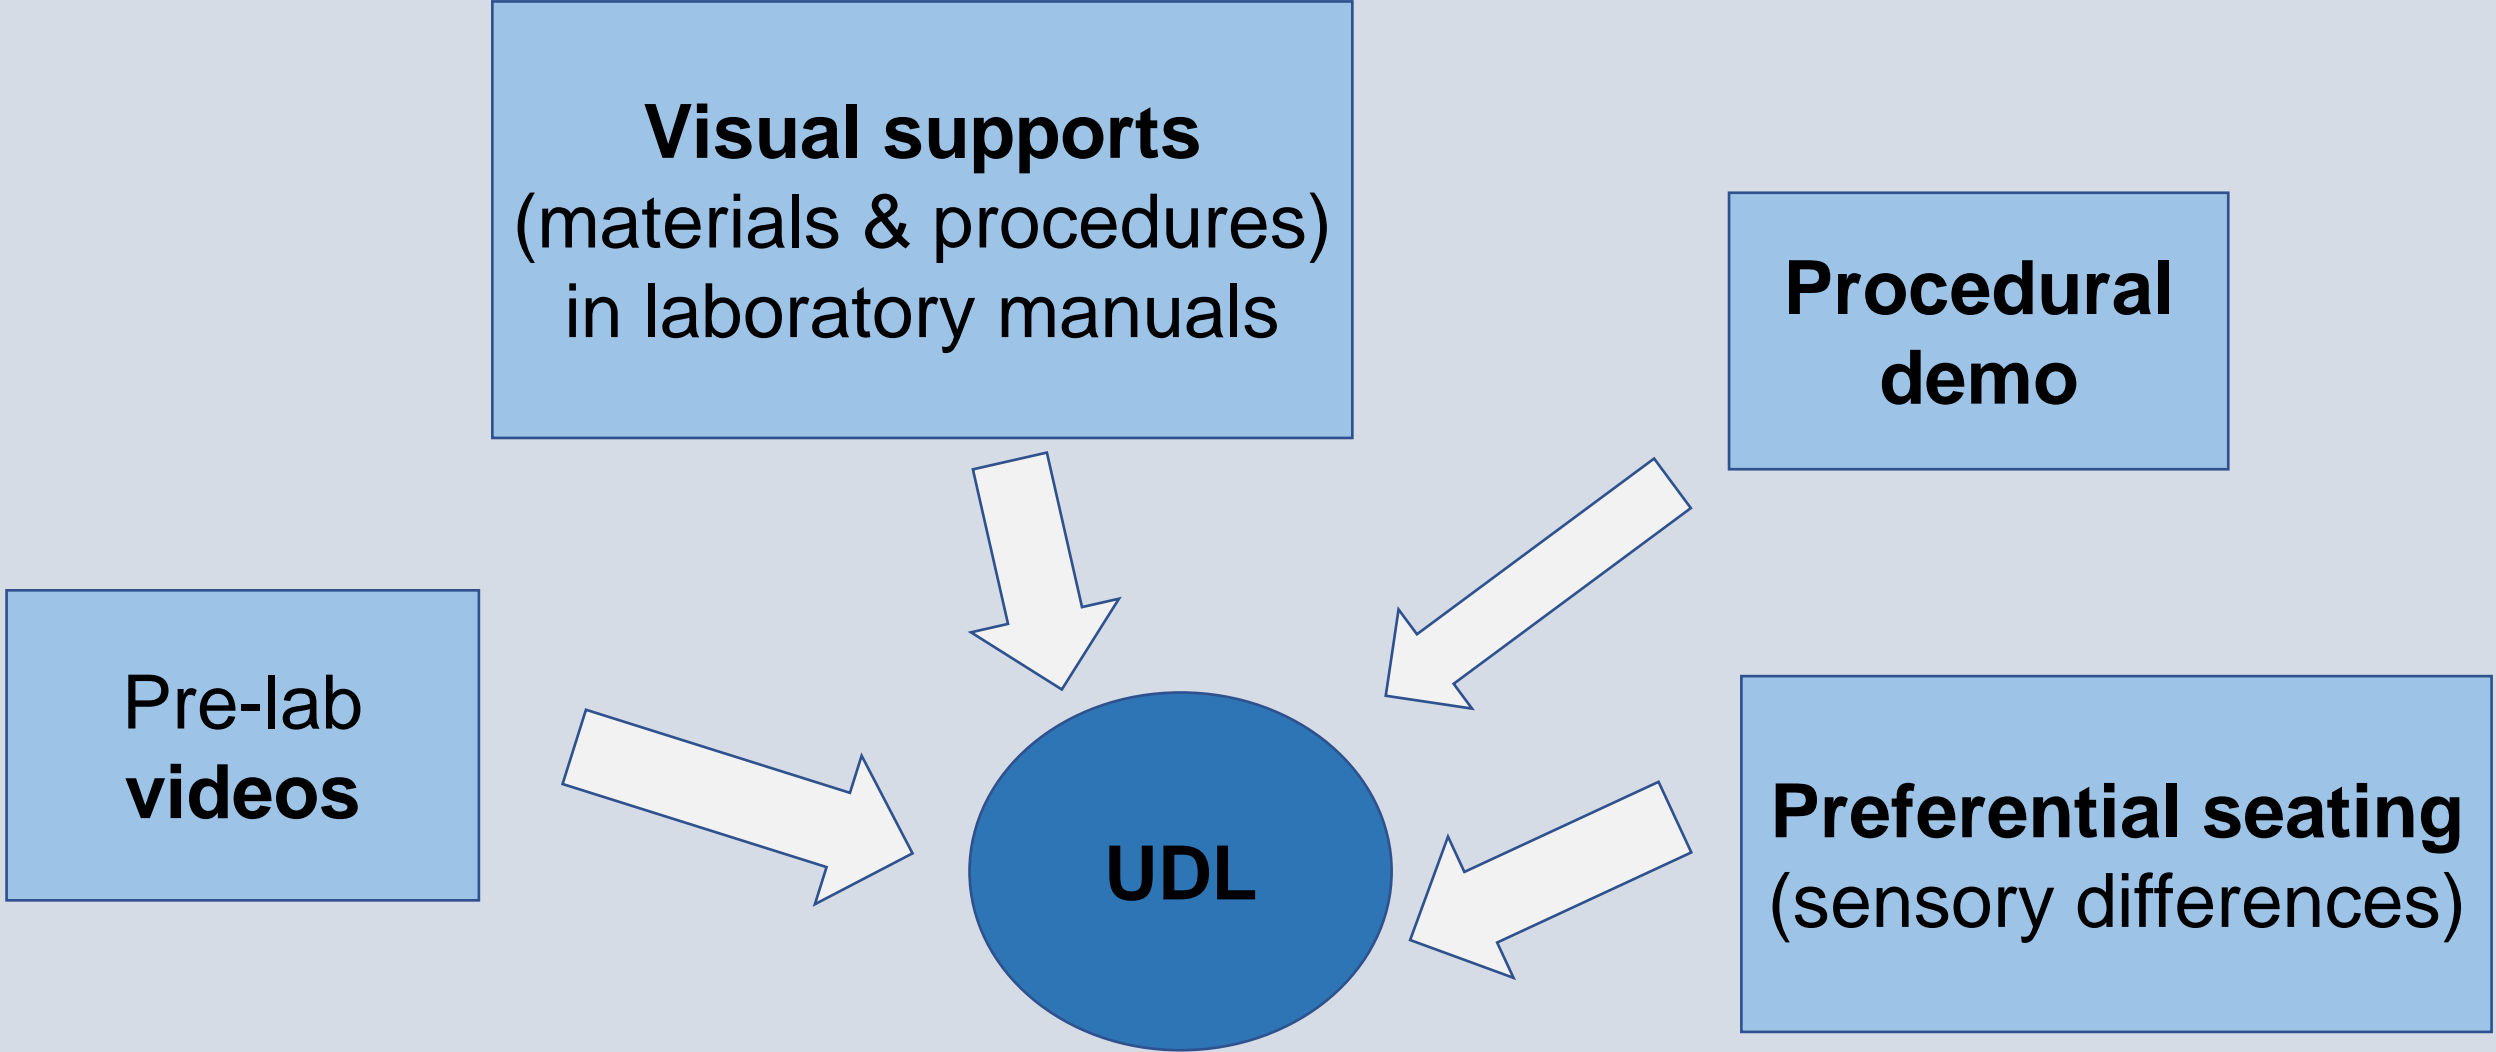 Visual supports
(materials & procedures)
in laboratory manuals
Procedural
demo
Pre-lab
videos
UDL
Preferential seating
(sensory differences)